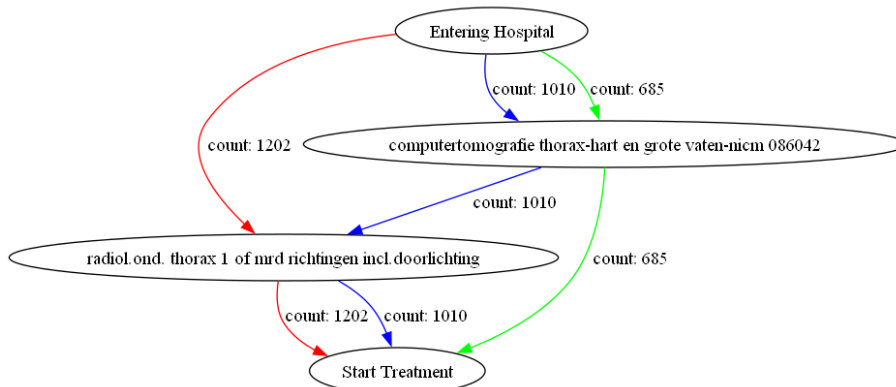 Entering Hospital
count: 1010
count: 685
computertomografie thorax-hart en grote vaten-nicm 086042
count: 1202
count: 1010
radiol.ond. thorax 1 of mrd richtingen incl.doorlichting
count: 685
count: 1202
count: 1010
Start Treatment